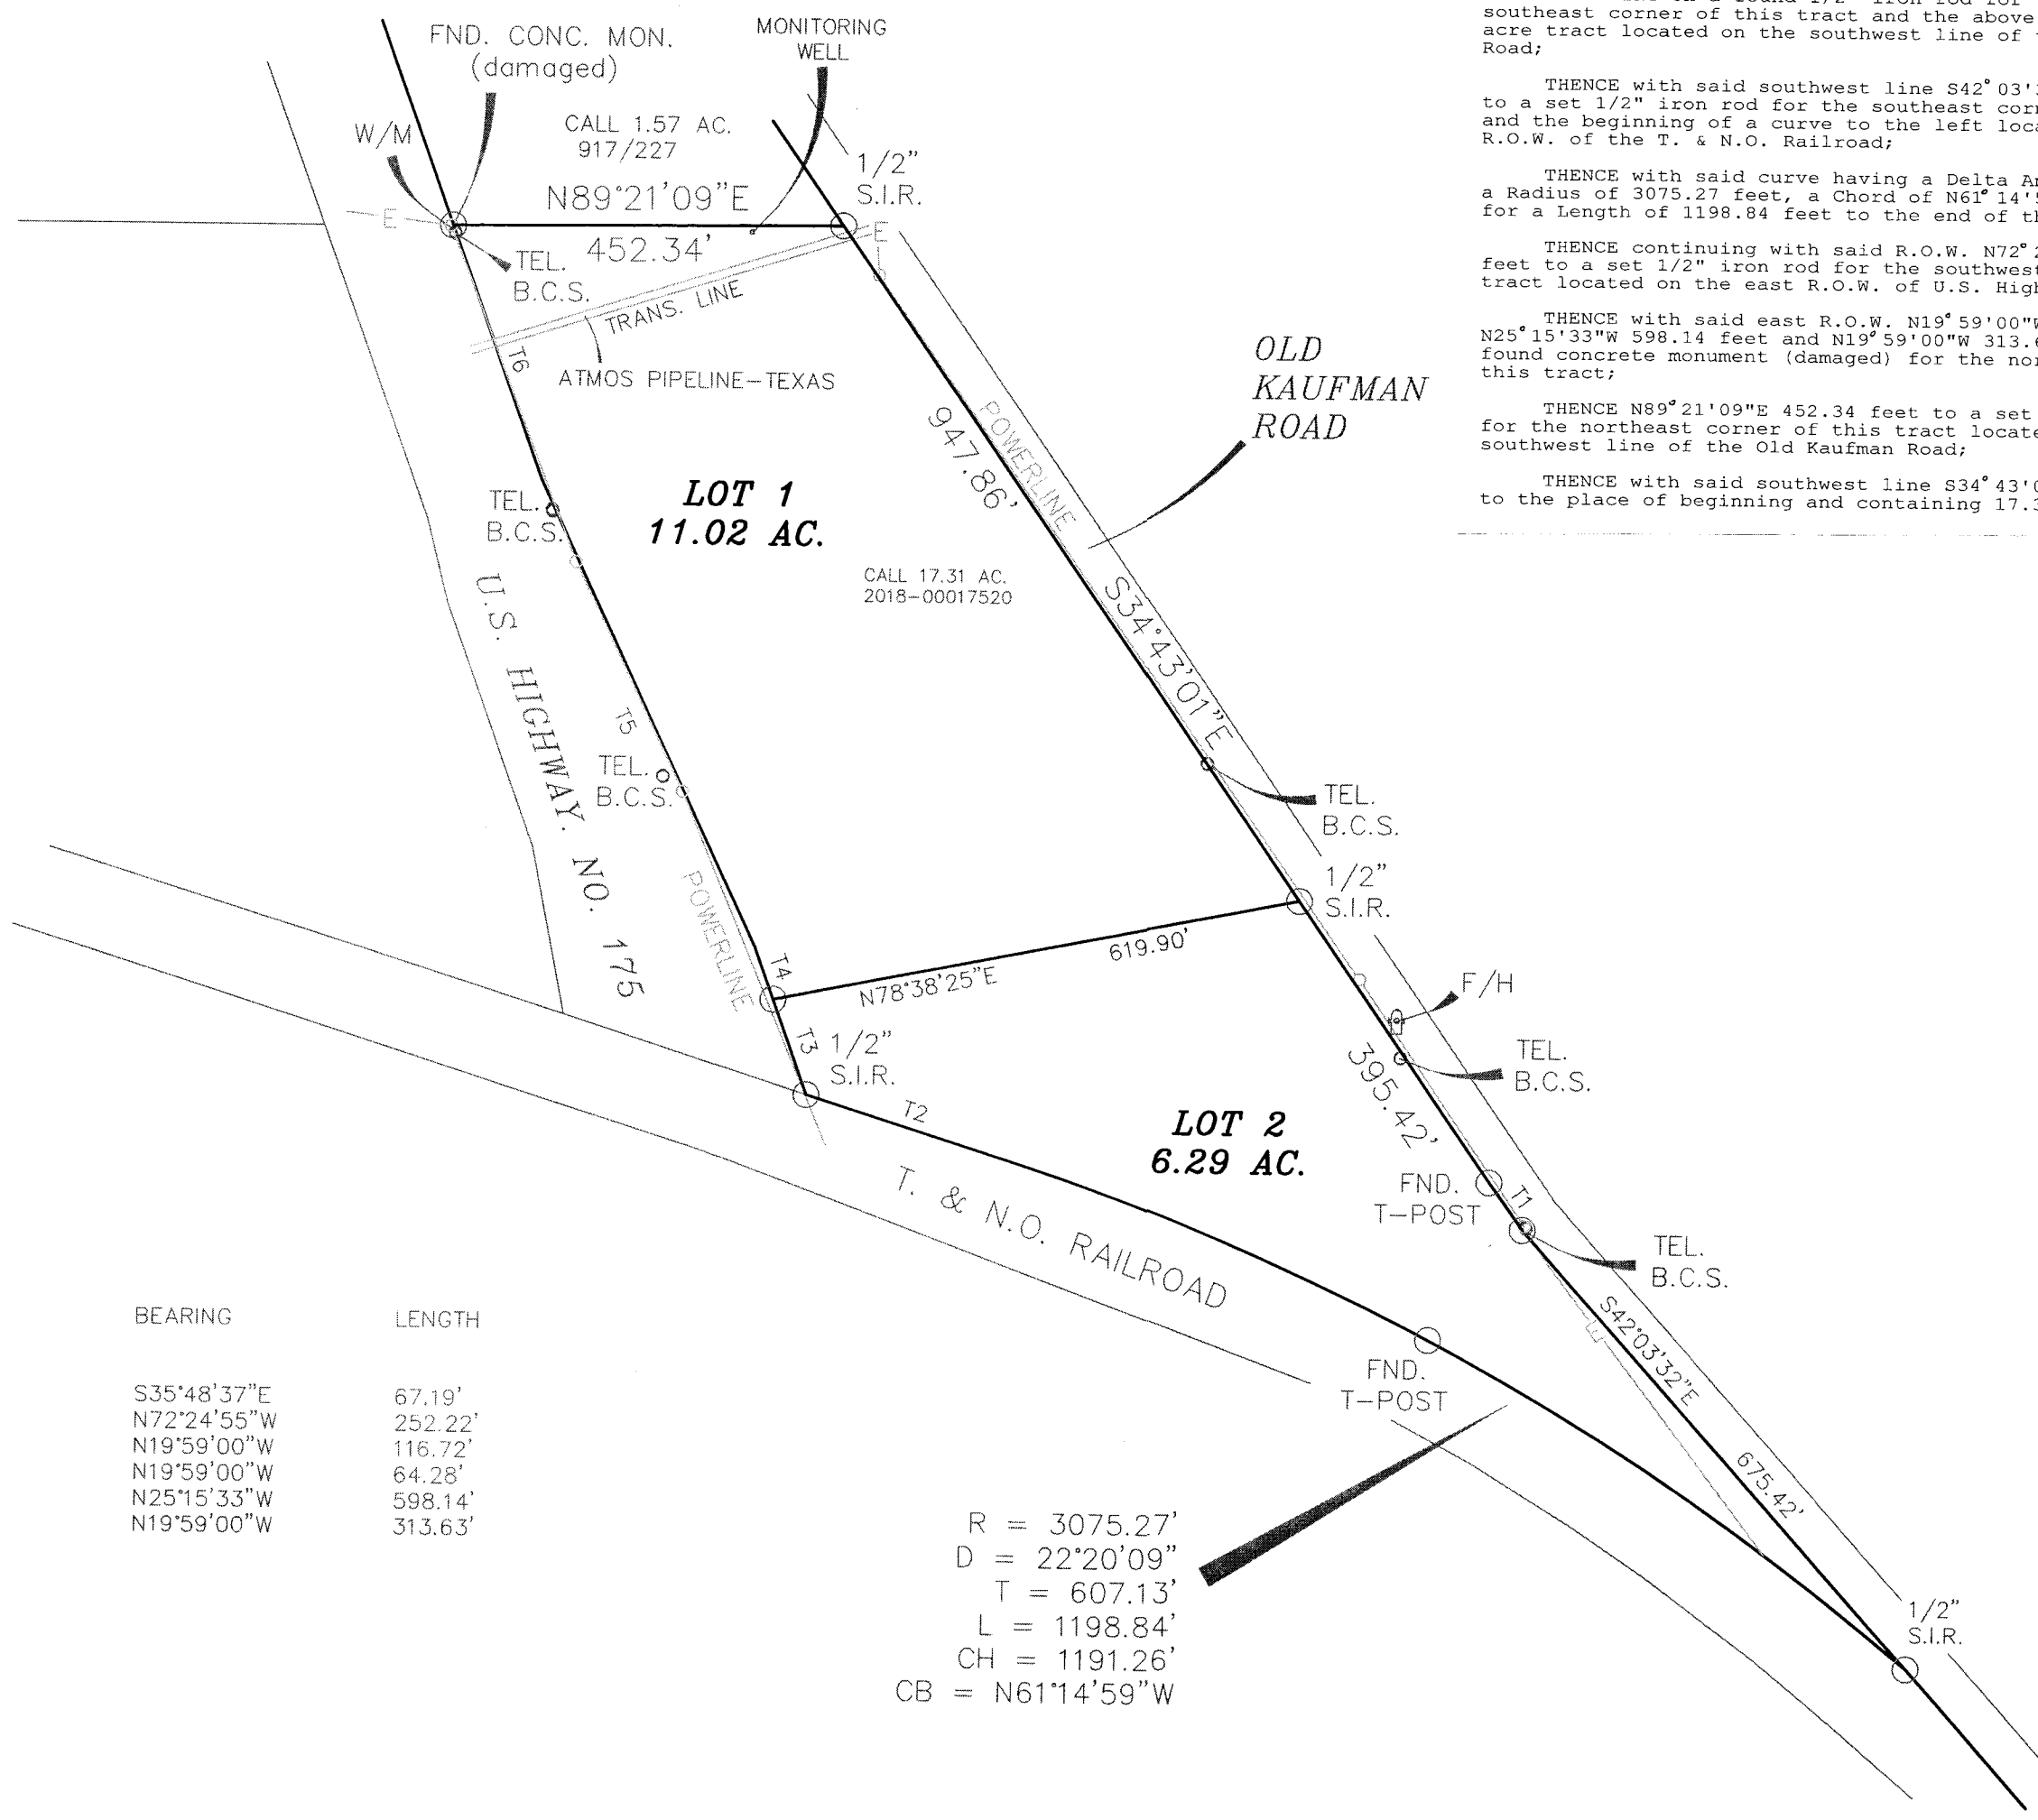 FND. CONC. MON.
(damaged)
MONITORING
WELL
W/M
CALL 1.57 AC.
917/227
1/2"
S.I.R.
N89°21'09"E
452.34'
E
E
TEL.
B.C.S.
TRANS. LINE
T6
ATMOS PIPELINE-TEXAS
OLD
KAUFMAN
ROAD
POWERLINE
947.86'
S34°43'01"E
LOT 1
11.02 AC.
TEL.
B.C.S.
CALL 17.31 AC.
2018-00017520
U.S. HIGHWAY. NO. 175
T5
TEL.
B.C.S.
TEL.
B.C.S.
POWERLINE
1/2"
S.I.R.
619.90'
N78°38'25"E
T4
F/H
T3
1/2"
S.I.R.
TEL.
B.C.S.
395.42'
T2
LOT 2
6.29 AC.
FND.
T-POST
T1
T. & N.O. RAILROAD
TEL.
B.C.S.
E
S42°03'32"E
675.42'
FND.
T-POST
1/2"
S.I.R.
BEARING LENGTH
S35°48'37"E 67.19'
N72°24'55"W 252.22'
N19°59'00"W 116.72'
N19°59'00"W 64.28'
N25°15'33"W 598.14'
N19°59'00"W 313.63'
R = 3075.27'
D = 22°20'09"
T = 607.13'
L = 1198.84'
CH = 1191.26'
CB = N61°14'59"W
southeast corner of this tract and the above
acre tract located on the southwest line of
Road;
THENCE with said southwest line S42°03'
to a set 1/2" iron rod for the southeast
and the beginning of a curve to the left
R.O.W. of the T. & N.O. Railroad;
THENCE with said curve having a Delta
a Radius of 3075.27 feet, a Chord of N61°14'
for a Length of 1198.84 feet to the end of
THENCE continuing with said R.O.W. N72°
feet to a set 1/2" iron rod for the southwest
tract located on the east R.O.W. of U.S.
THENCE with said east R.O.W. N19°59'00"W
N25°15'33"W 598.14 feet and N19°59'00"W 313.
found concrete monument (damaged) for the
this tract;
THENCE N89°21'09"E 452.34 feet to a set
for the northeast corner of this tract
southwest line of the Old Kaufman Road;
THENCE with said southwest line S34°43'
to the place of beginning and containing 17.3